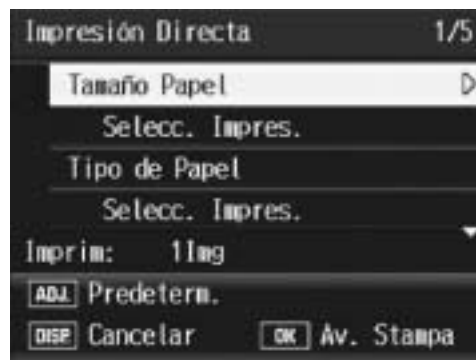 Impresión Directa 1/5
Tamaño Papel
Selecc. Impres.
Tipo de Papel
Selecc. Impres.
Imprim: 1Img
ADJ. Predeterm.
DISP Cancelar OK Av. Stampa